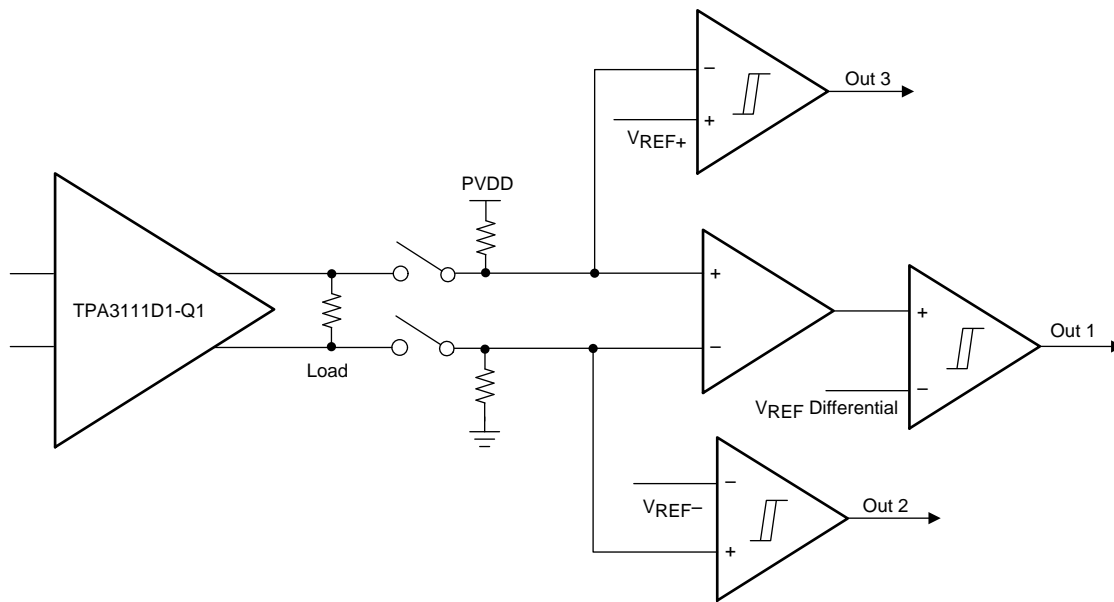 Out 3
−
+
VREF+
PVDD
TPA3111D1-Q1
+
−
Load
+
Out 1
−
VREF Differential
−
VREF−
Out 2
+